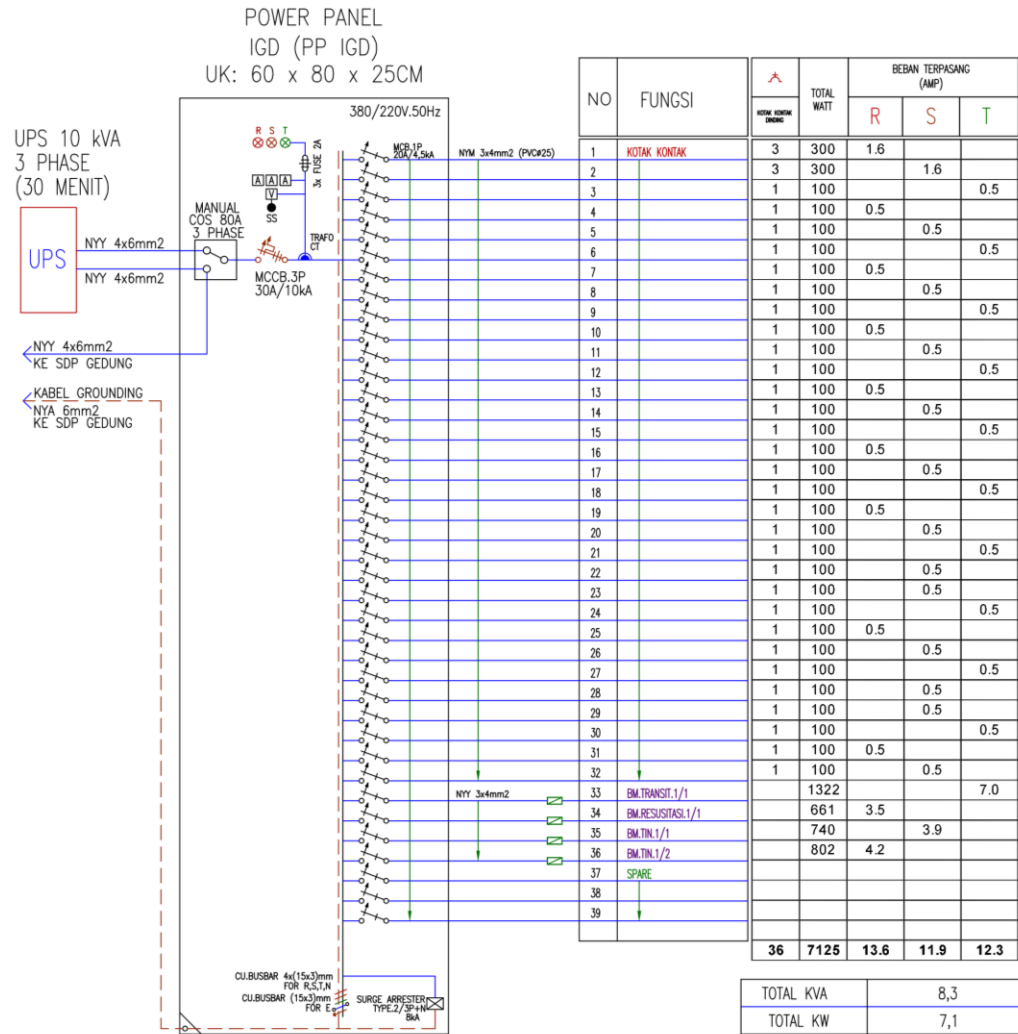 POWER PANEL
IGD (PP IGD)
UK: 60 x 80 x 25CM
380/220V.50Hz
UPS 10 kVA
3 PHASE
(30 MENIT)
UPS
NYY 4x6mm2
NYY 4x6mm2
NYY 4x6mm2
KE SDP GEDUNG
KABEL GROUNDING
NYA 6mm2
KE SDP GEDUNG
MANUAL
COS 80A
3 PHASE
R S T
3x FUSE 2A
A A A
V
SS
TRAFO
CT
MCCB.3P
30A/10kA
MCB.1P
20A/4,5kA
NYM 3x4mm2 (PVC⌀25)
NYY 3x4mm2
CU.BUSBAR 4x(15x3)mm
FOR R,S,T,N
CU.BUSBAR (15x3)mm
FOR E
SURGE ARRESTER
TYPE.2/3P+N
8kA
NO FUNGSI KOTAK KONTAK DINDING TOTAL WATT BEBAN TERPASANG (AMP)
R S T
1 KOTAK KONTAK 3 300 1.6
2 3 300 1.6
3 1 100 0.5
4 1 100 0.5
5 1 100 0.5
6 1 100 0.5
7 1 100 0.5
8 1 100 0.5
9 1 100 0.5
10 1 100 0.5
11 1 100 0.5
12 1 100 0.5
13 1 100 0.5
14 1 100 0.5
15 1 100 0.5
16 1 100 0.5
17 1 100 0.5
18 1 100 0.5
19 1 100 0.5
20 1 100 0.5
21 1 100 0.5
22 1 100 0.5
23 1 100 0.5
24 1 100 0.5
25 1 100 0.5
26 1 100 0.5
27 1 100 0.5
28 1 100 0.5
29 1 100 0.5
30 1 100 0.5
31 1 100 0.5
32 1 100 0.5
33 BM.TRANSIT.1/1 1322 7.0
34 BM.RESUSITASI.1/1 661 3.5
35 BM.TIN.1/1 740 3.9
36 BM.TIN.1/2 802 4.2
37 SPARE
38
39
36 7125 13.6 11.9 12.3
TOTAL KVA 8,3
TOTAL KW 7,1